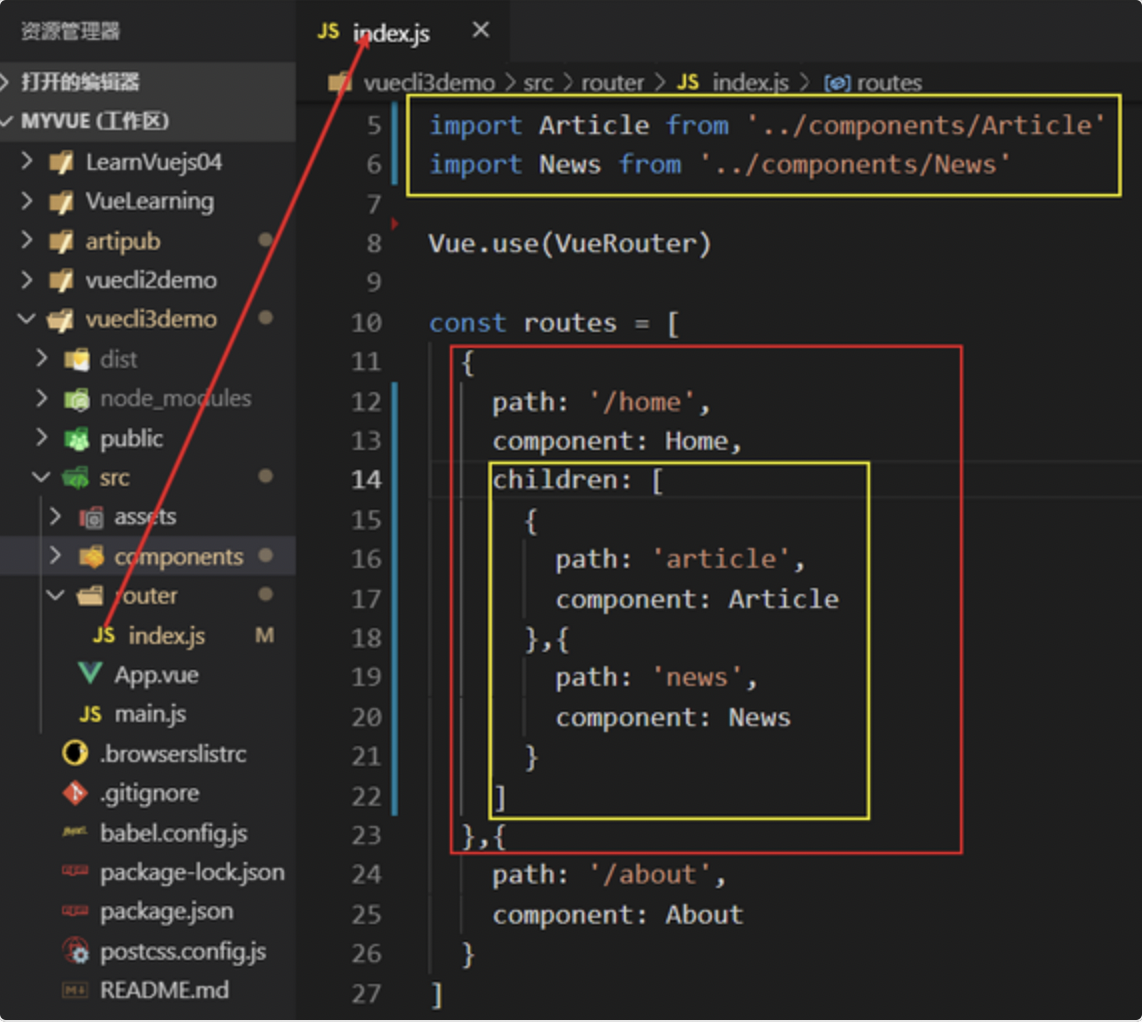 资源管理器
打开的编辑器
MYVUE (工作区)
LearnVuejs04
VueLearning
artipub
vuecli2demo
vuecli3demo
dist
node_modules
public
src
assets
components
router
JS index.js M
App.vue
JS main.js
.browserslistrc
.gitignore
babel.config.js
package-lock.json
package.json
postcss.config.js
README.md
JS index.js ×
vuecli3demo > src > router > JS index.js > routes
5 import Article from '../components/Article'
6 import News from '../components/News'
7
8 Vue.use(VueRouter)
9
10 const routes = [
11 {
12 path: '/home',
13 component: Home,
14 children: [
15 {
16 path: 'article',
17 component: Article
18 },{
19 path: 'news',
20 component: News
21 }
22 ]
23 },{
24 path: '/about',
25 component: About
26 }
27 ]